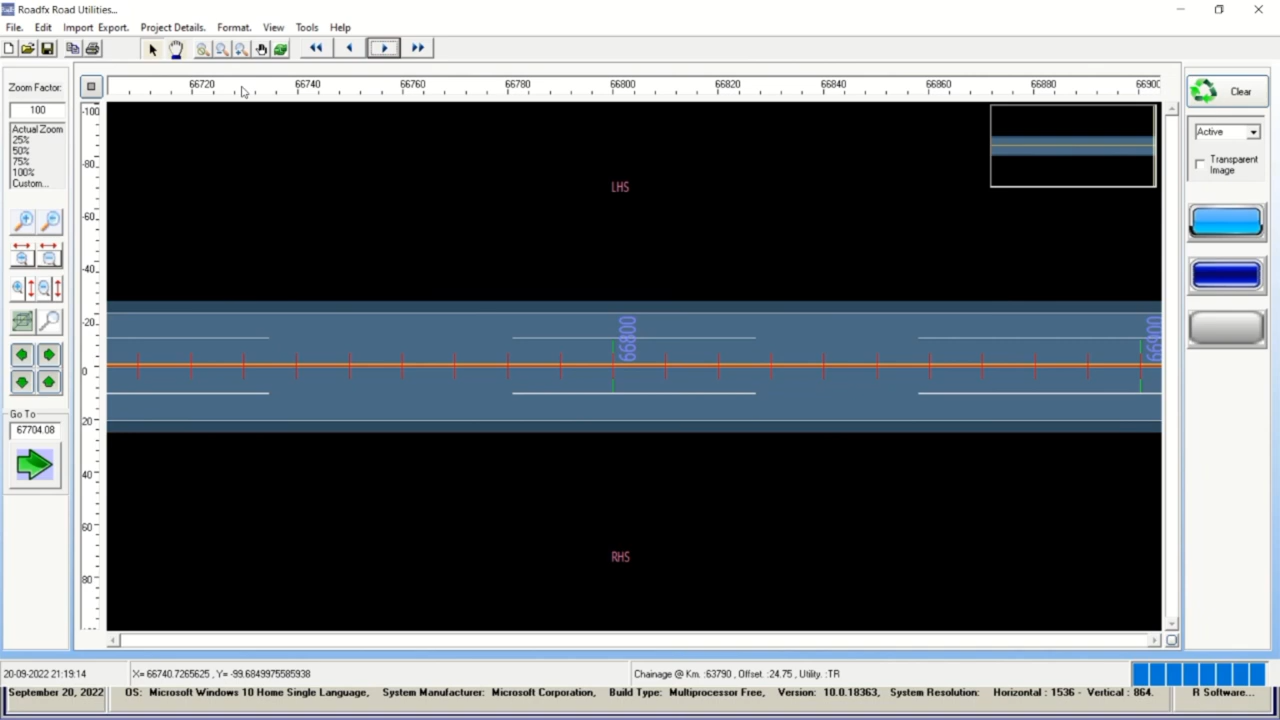 Roadfx Road Utilities...
File. Edit Import Export. Project Details. Format. View Tools Help
Zoom Factor:
100
Actual Zoom
25%
50%
75%
100%
Custom...
Go To
67704.08
66720 66740 66760 66780 66800 66820 66840 66860 66880 66900
-100
-80
-60
-40
-20
0
20
40
60
80
LHS
66800
66900
RHS
Clear
Active
Transparent
Image
20-09-2022 21:19:14 X= 66740.7265625 , Y= -99.6849975585938 Chainage @ Km. :63790 , Offset. :24.75, Utility. :TR
September 20, 2022 OS: Microsoft Windows 10 Home Single Language, System Manufacturer: Microsoft Corporation, Build Type: Multiprocessor Free, Version: 10.0.18363, System Resolution: Horizontal : 1536 - Vertical : 864. R Software...